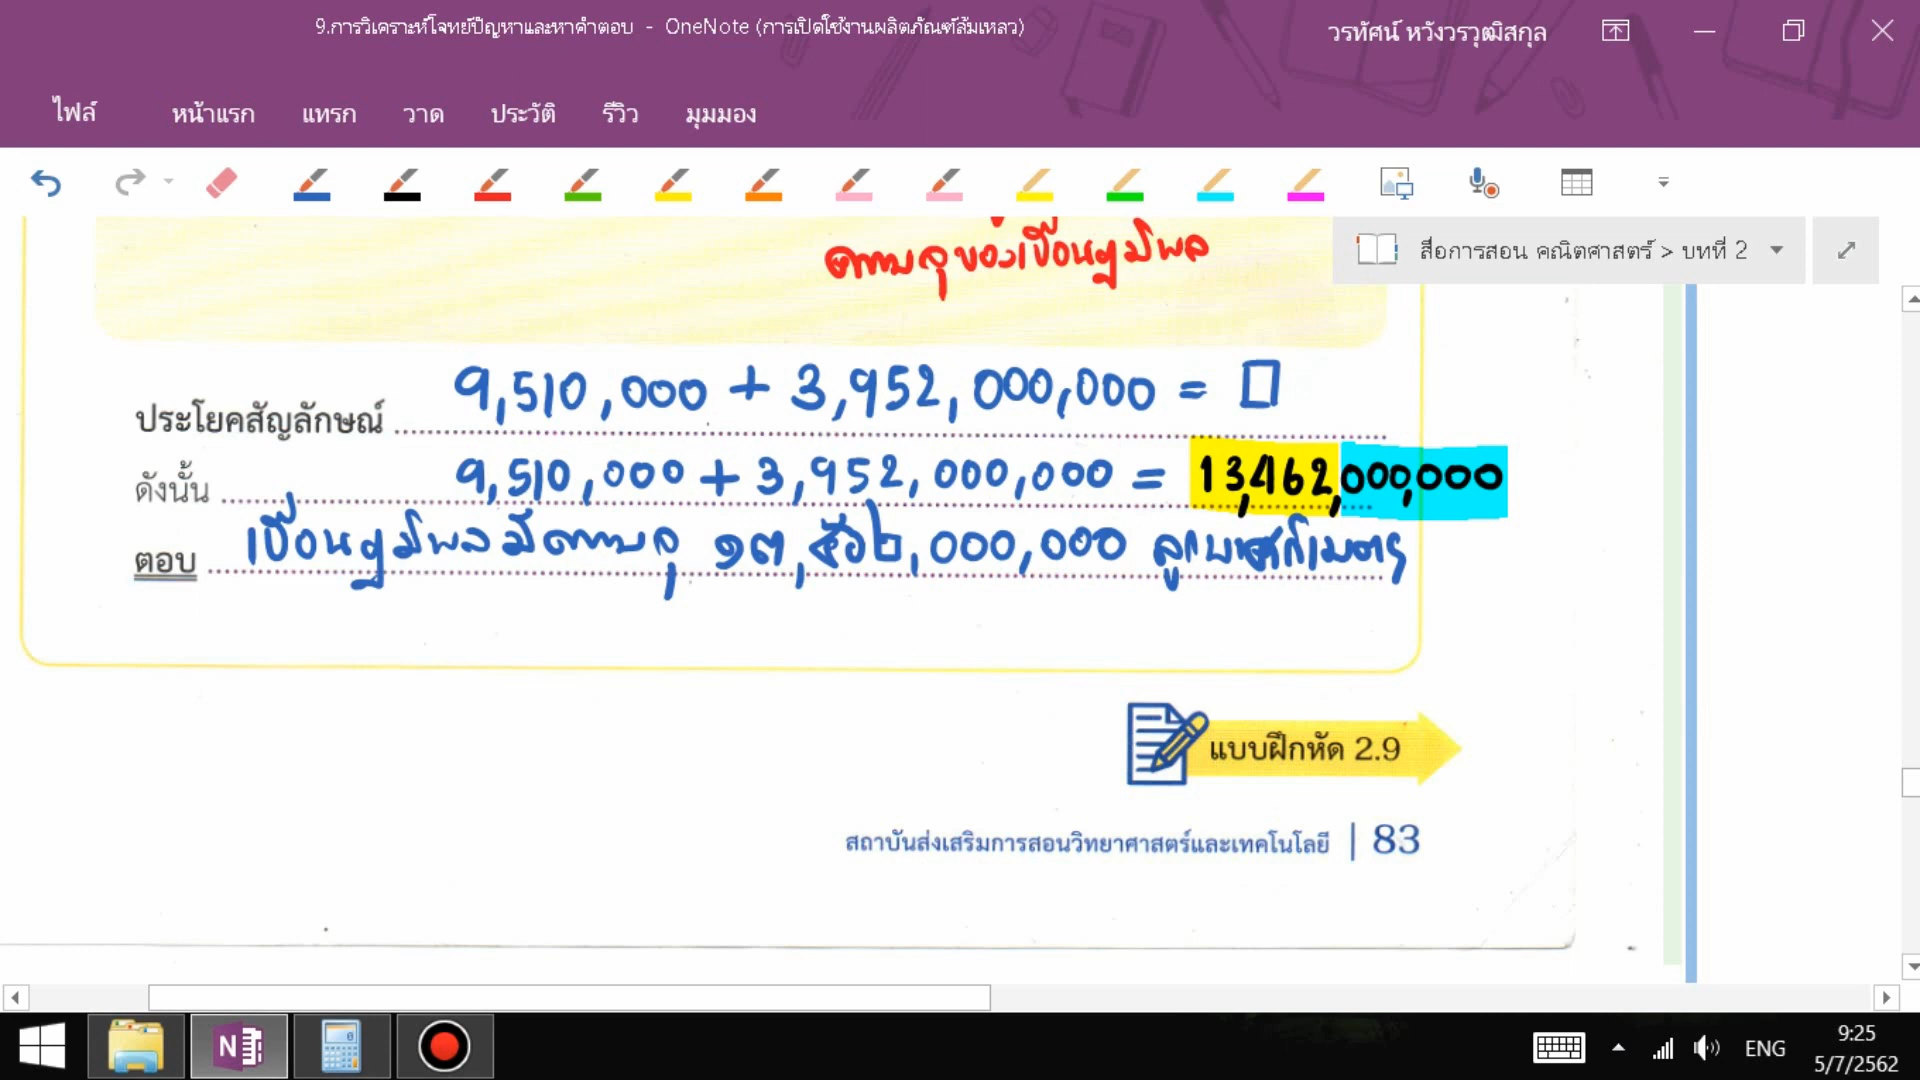 9.การวิเคราะห์โจทย์ปัญหาและหาคำตอบ - OneNote (การเปิดใช้งานผลิตภัณฑ์ล้มเหลว)
วรทัศน์ หวังวรวุฒิสกุล
ไฟล์ หน้าแรก แทรก วาด ประวัติ รีวิว มุมมอง
สื่อการสอน คณิตศาสตร์ > บทที่ 2
ความจุของเขื่อนภูมิพล
ประโยคสัญลักษณ์ 9,510,000 + 3,952,000,000 = □
ดังนั้น 9,510,000 + 3,952,000,000 = 13,462,000,000
ตอบ เขื่อนภูมิพลมีความจุ ๑๓,๔๖๒,000,000 ลูกบาศก์เมตร
แบบฝึกหัด 2.9
สถาบันส่งเสริมการสอนวิทยาศาสตร์และเทคโนโลยี | 83
N
ENG
9:25
5/7/2562